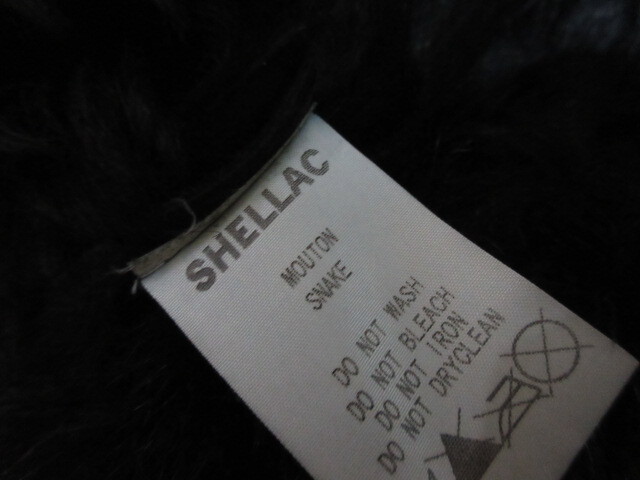 SHELLAC
MOUTON
SNAKE
DO NOT WASH
DO NOT BLEACH
DO NOT IRON
DO NOT DRYCLEAN